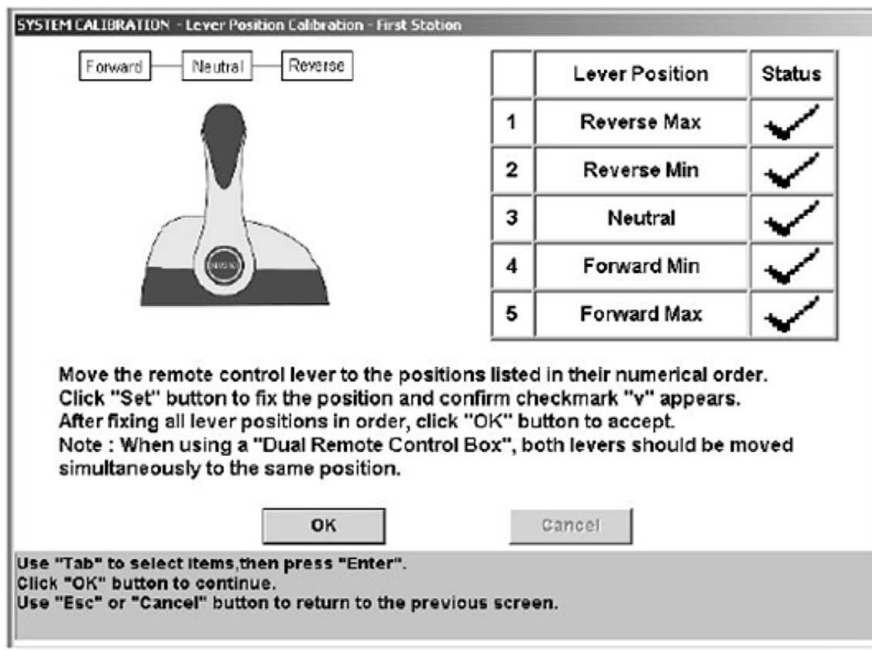 SYSTEM CALIBRATION - Lever Position Calibration - First Station
Forward Neutral Reverse
Lever Position Status
1 Reverse Max
2 Reverse Min
3 Neutral
4 Forward Min
5 Forward Max
Move the remote control lever to the positions listed in their numerical order.
Click "Set" button to fix the position and confirm checkmark "v" appears.
After fixing all lever positions in order, click "OK" button to accept.
Note : When using a "Dual Remote Control Box", both levers should be moved
simultaneously to the same position.
OK Cancel
Use "Tab" to select items,then press "Enter".
Click "OK" button to continue.
Use "Esc" or "Cancel" button to return to the previous screen.